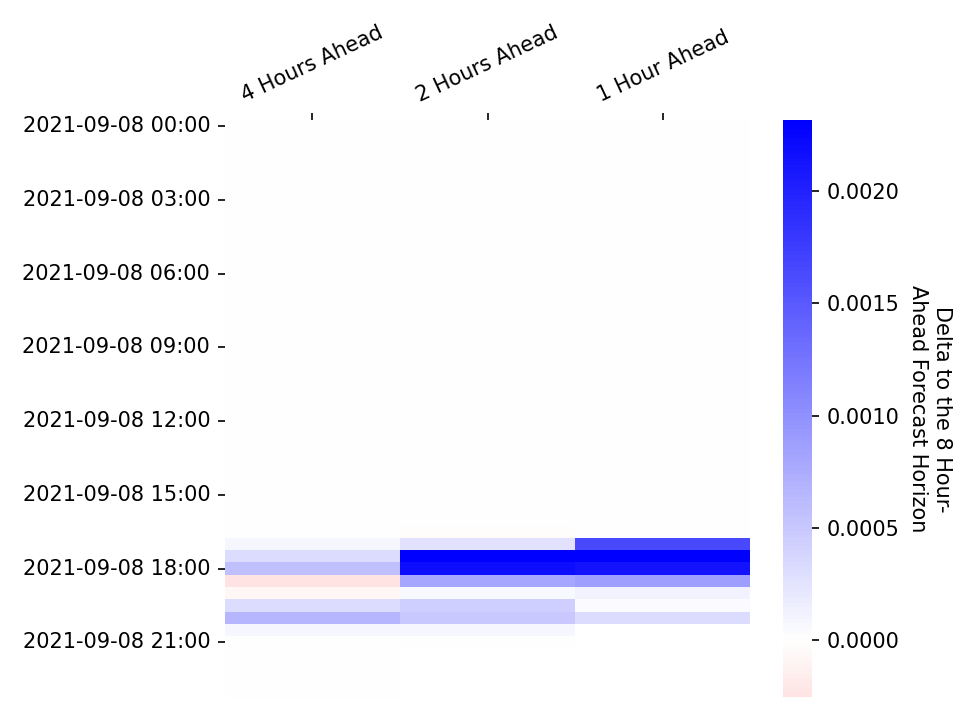 4 Hours Ahead
2 Hours Ahead
1 Hour Ahead
2021-09-08 00:00
2021-09-08 03:00
2021-09-08 06:00
2021-09-08 09:00
2021-09-08 12:00
2021-09-08 15:00
2021-09-08 18:00
2021-09-08 21:00
0.0020
0.0015
0.0010
0.0005
0.0000
Delta to the 8 Hour-
Ahead Forecast Horizon